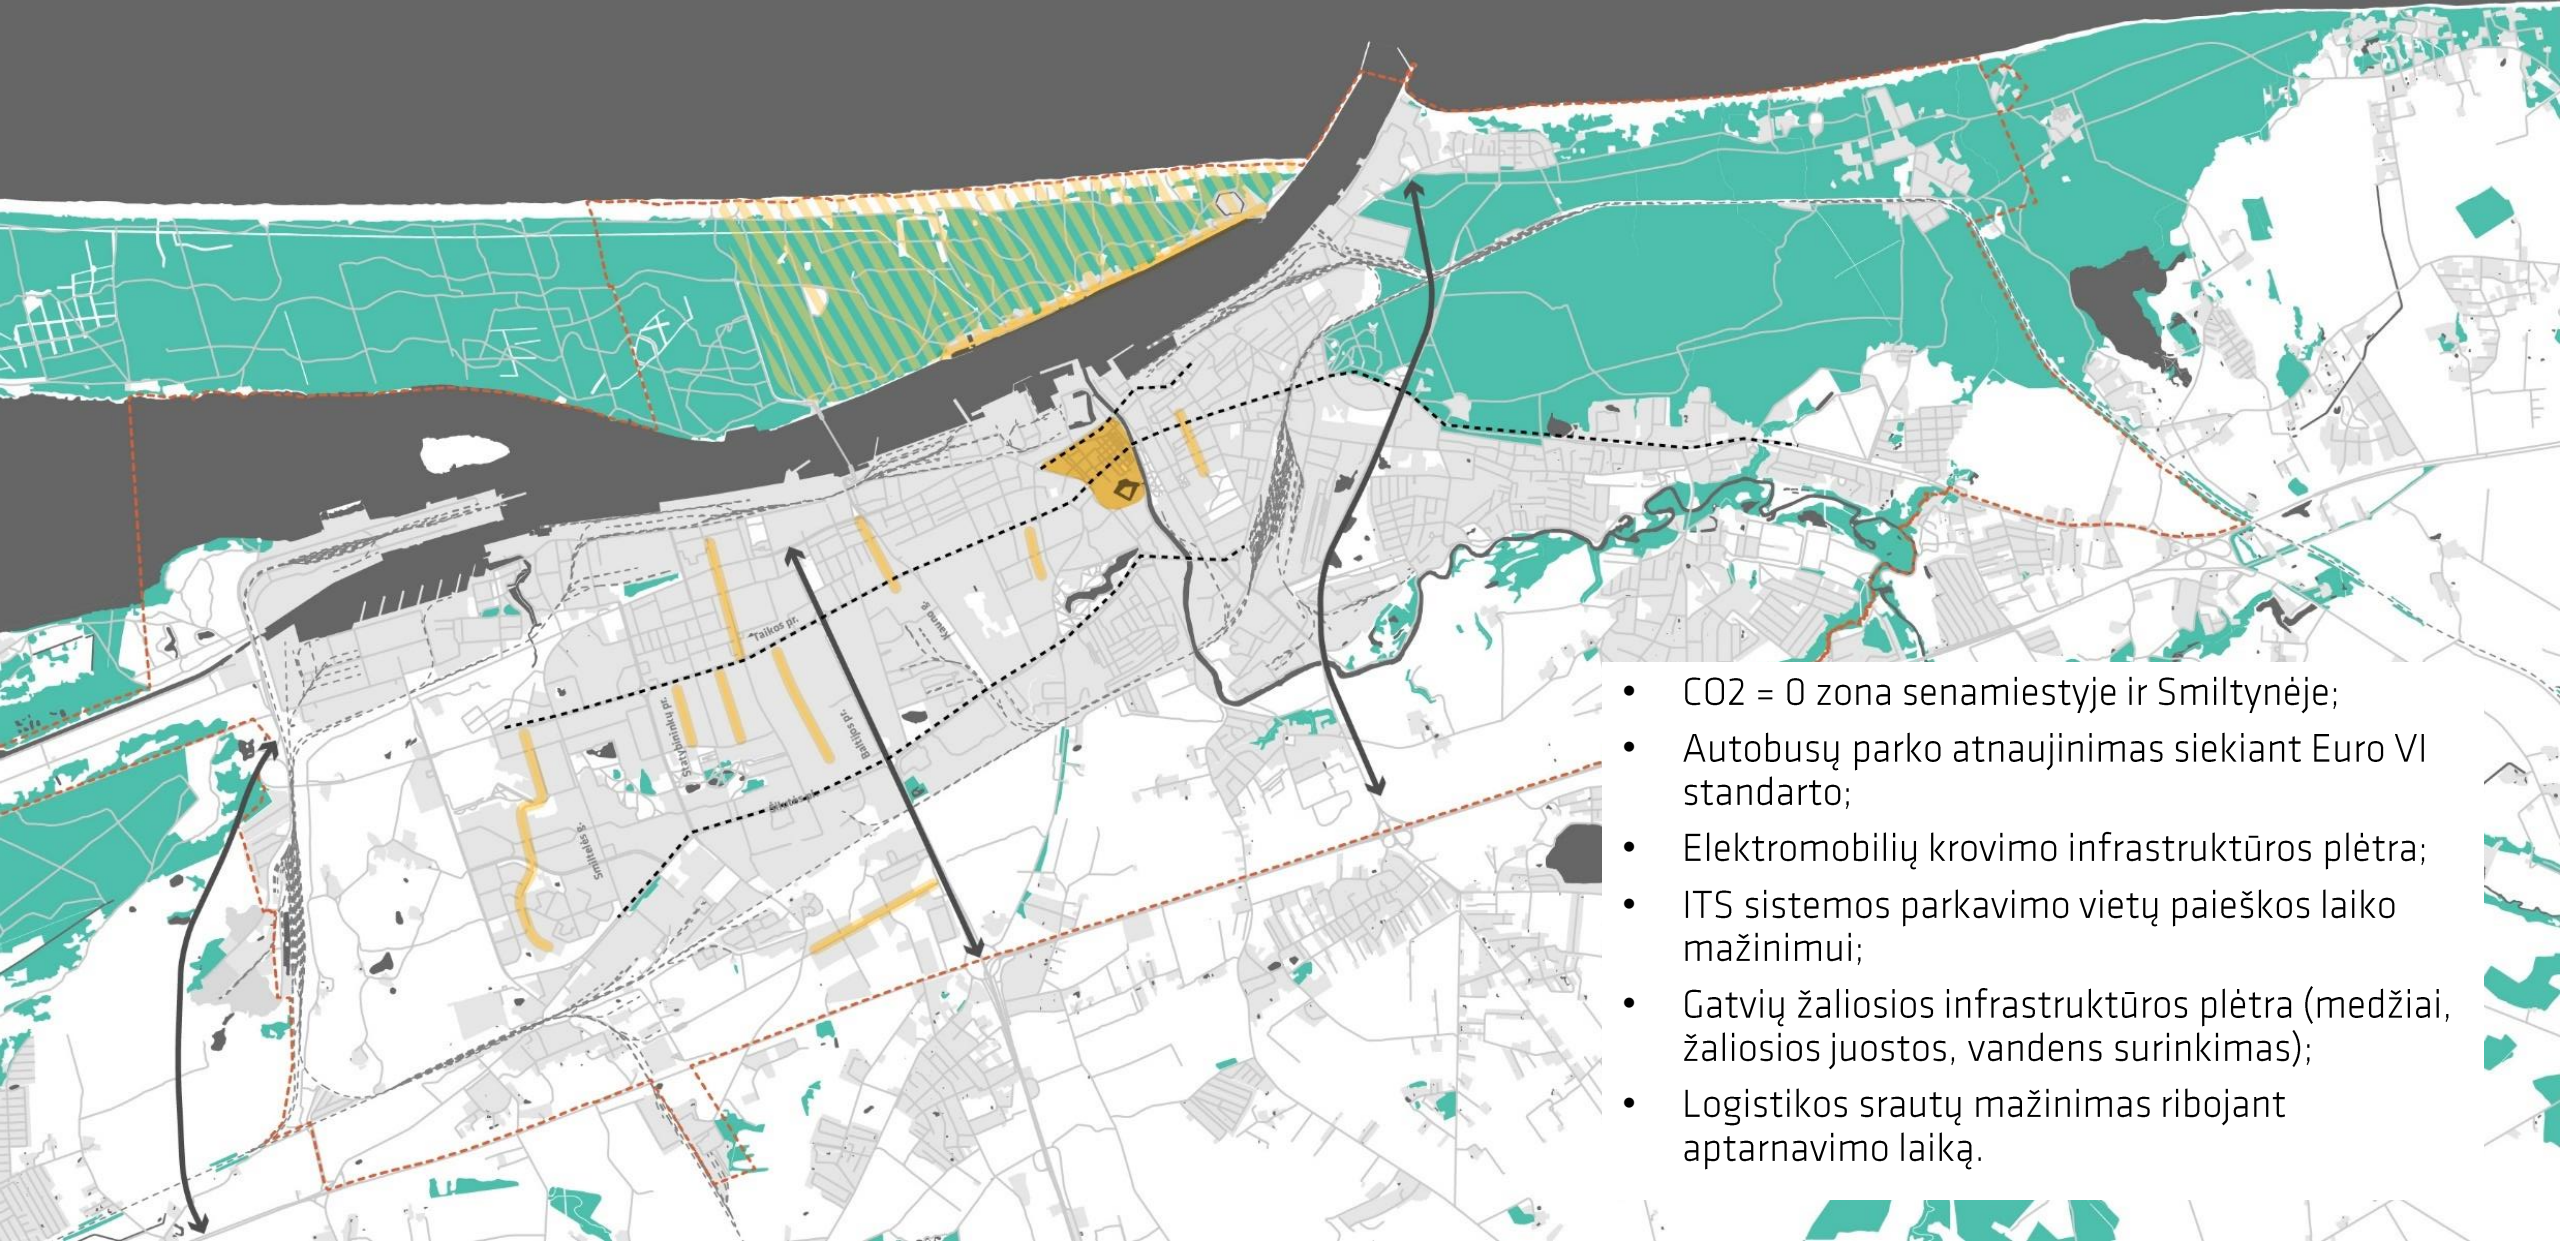 Taikos pr.
Kauno g.
Statybininkų pr.
Baltijos pr.
Šilutės pl.
Smiltelės g.
• CO2 = 0 zona senamiestyje ir Smiltynėje;
• Autobusų parko atnaujinimas siekiant Euro VI
standarto;
• Elektromobilių krovimo infrastruktūros plėtra;
• ITS sistemos parkavimo vietų paieškos laiko
mažinimui;
• Gatvių žaliosios infrastruktūros plėtra (medžiai,
žaliosios juostos, vandens surinkimas);
• Logistikos srautų mažinimas ribojant
aptarnavimo laiką.